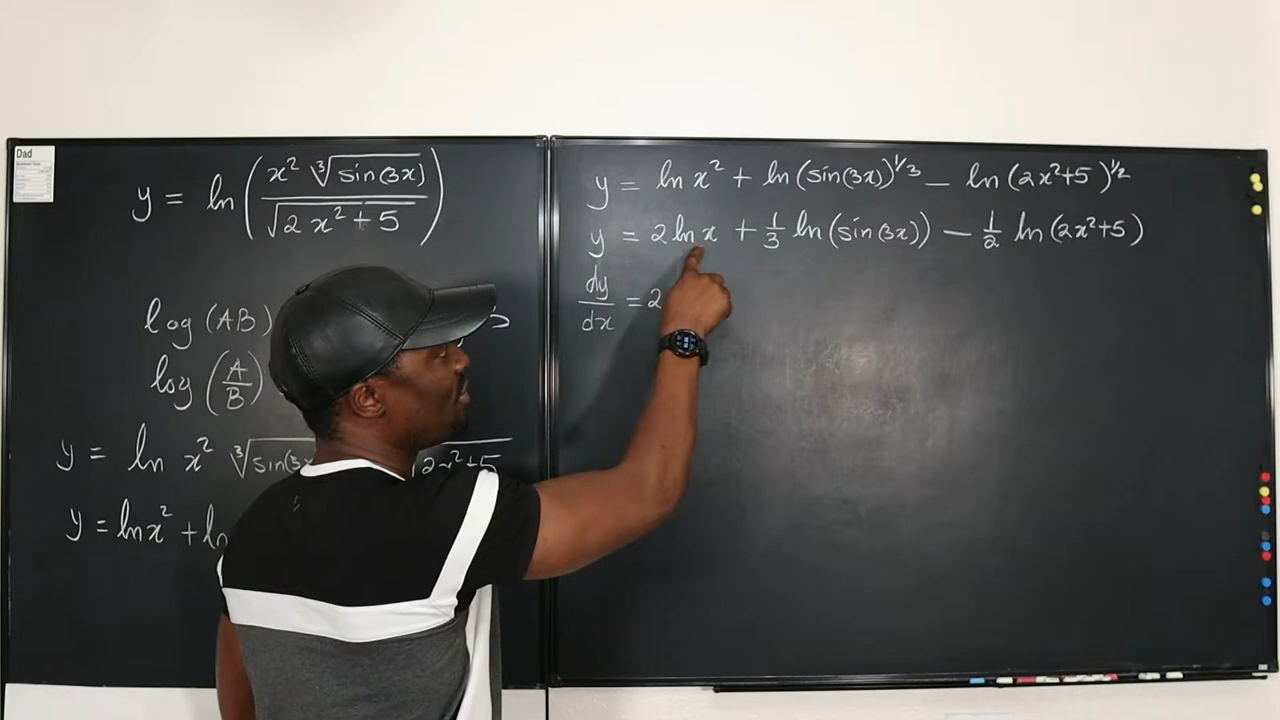 Dad
y = ln(x² ∛sin(3x) / √2x²+5)
log(AB)
log(A/B)
y = ln x² ∛sin(3x √2x²+5
y = ln x² + ln
y = ln x² + ln(sin(3x))^1/3 − ln(2x²+5)^1/2
y = 2 ln x + 1/3 ln(sin(3x)) − 1/2 ln(2x²+5)
dy/dx = 2